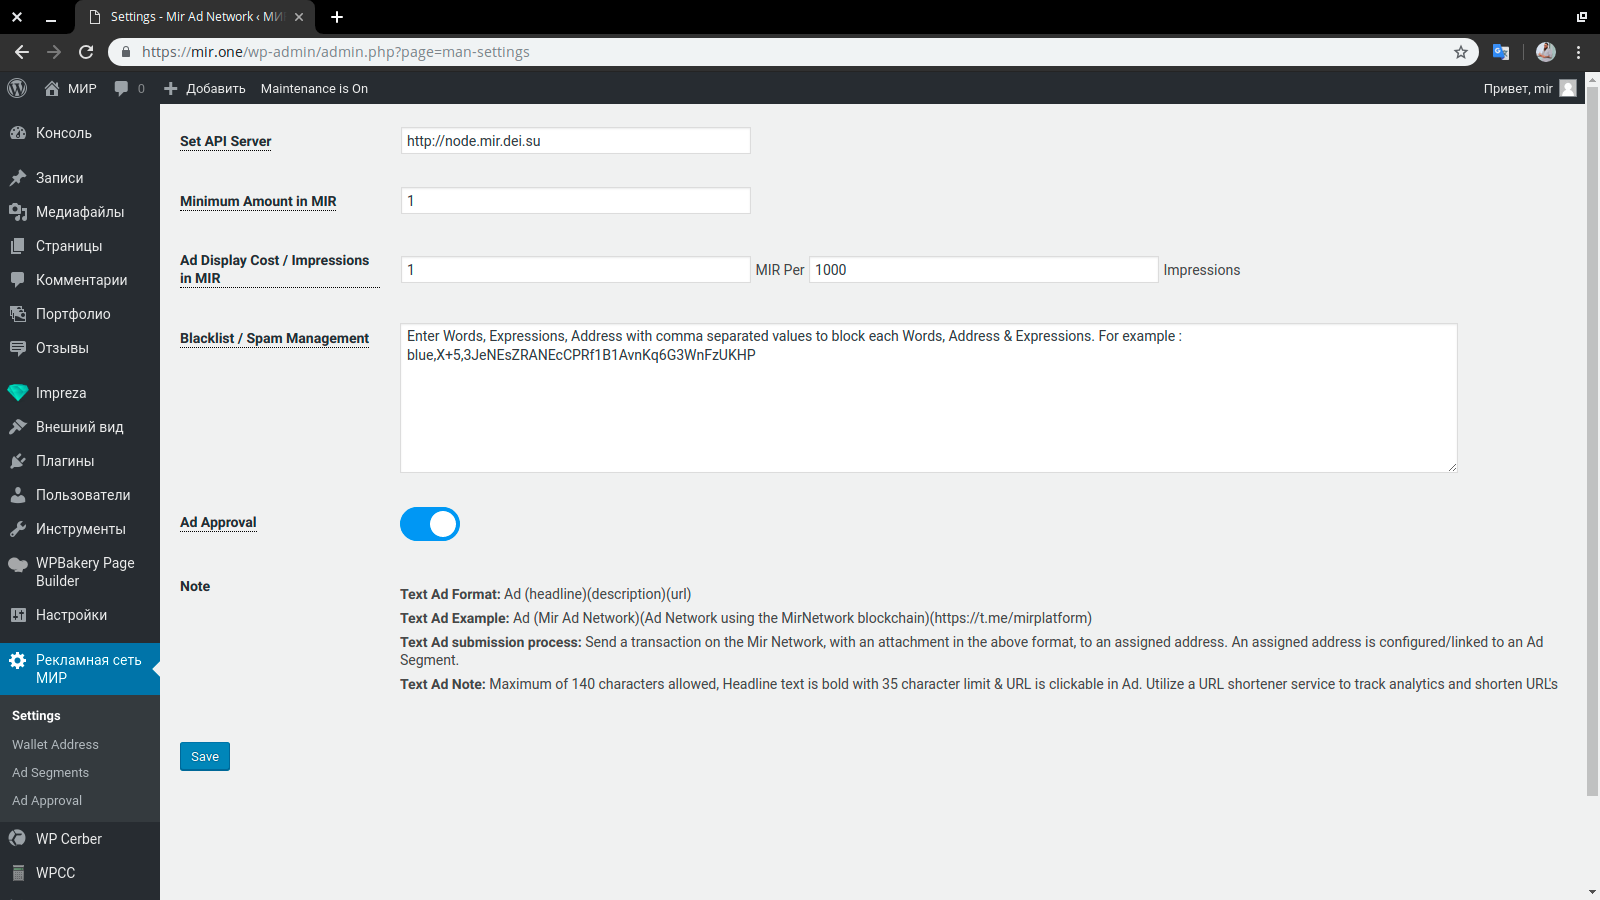 Settings - Mir Ad Network ‹ МИ
https://mir.one/wp-admin/admin.php?page=man-settings
МИР 0 Добавить Maintenance is On Привет, mir
Консоль
Записи
Медиафайлы
Страницы
Комментарии
Портфолио
Отзывы
Impreza
Внешний вид
Плагины
Пользователи
Инструменты
WPBakery Page
Builder
Настройки
Рекламная сеть
МИР
Settings
Wallet Address
Ad Segments
Ad Approval
WP Cerber
WPCC
Set API Server http://node.mir.dei.su
Minimum Amount in MIR 1
Ad Display Cost / Impressions
in MIR
1 MIR Per 1000 Impressions
Blacklist / Spam Management
Enter Words, Expressions, Address with comma separated values to block each Words, Address & Expressions. For example :
blue,X+5,3JeNEsZRANEcCPRf1B1AvnKq6G3WnFzUKHP
Ad Approval
Note
Text Ad Format: Ad (headline)(description)(url)
Text Ad Example: Ad (Mir Ad Network)(Ad Network using the MirNetwork blockchain)(https://t.me/mirplatform)
Text Ad submission process: Send a transaction on the Mir Network, with an attachment in the above format, to an assigned address. An assigned address is configured/linked to an Ad
Segment.
Text Ad Note: Maximum of 140 characters allowed, Headline text is bold with 35 character limit & URL is clickable in Ad. Utilize a URL shortener service to track analytics and shorten URL's
Save